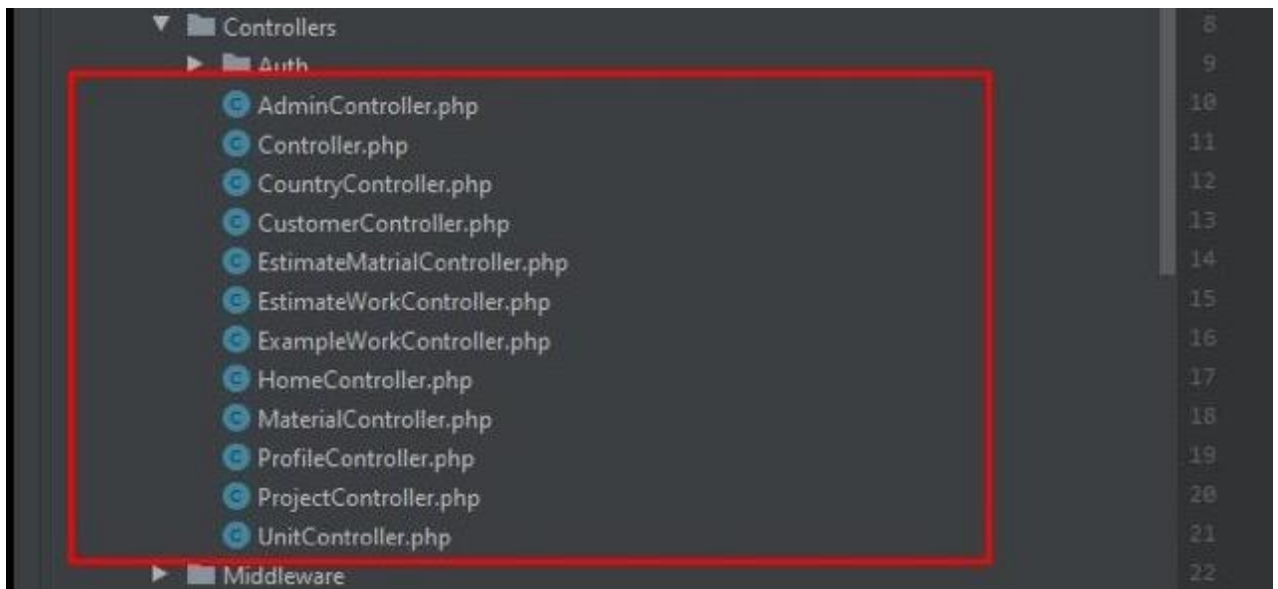 Controllers 8
Auth 9
AdminController.php 10
Controller.php 11
CountryController.php 12
CustomerController.php 13
EstimateMatrialController.php 14
EstimateWorkController.php 15
ExampleWorkController.php 16
HomeController.php 17
MaterialController.php 18
ProfileController.php 19
ProjectController.php 20
UnitController.php 21
Middleware 22